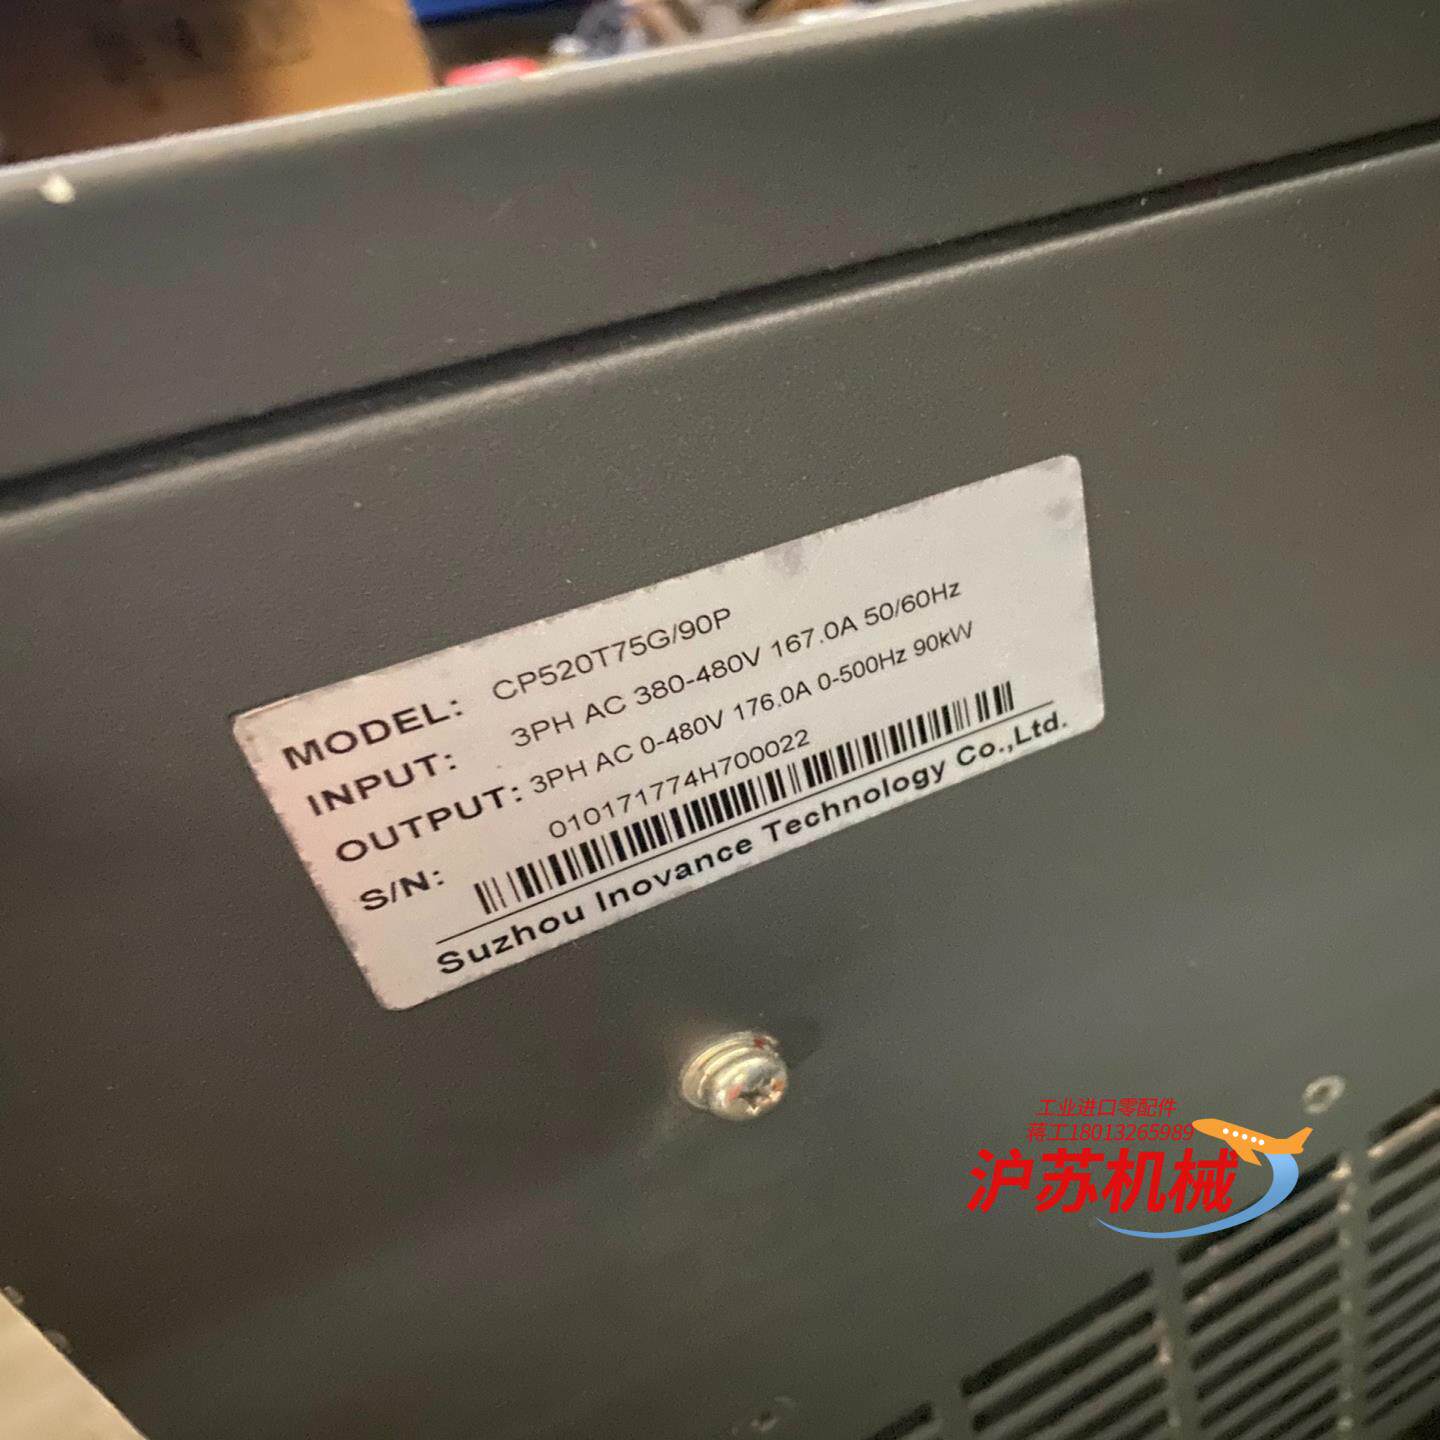 MODEL: CP520T75G/90P
INPUT: 3PH AC 380-480V 167.0A 50/60Hz
OUTPUT: 3PH AC 0-480V 176.0A 0-500Hz 90kW
S/N: 010171774H700022
Suzhou Inovance Technology Co.,Ltd.
工业进口零配件
蒋工18013265989
沪苏机械